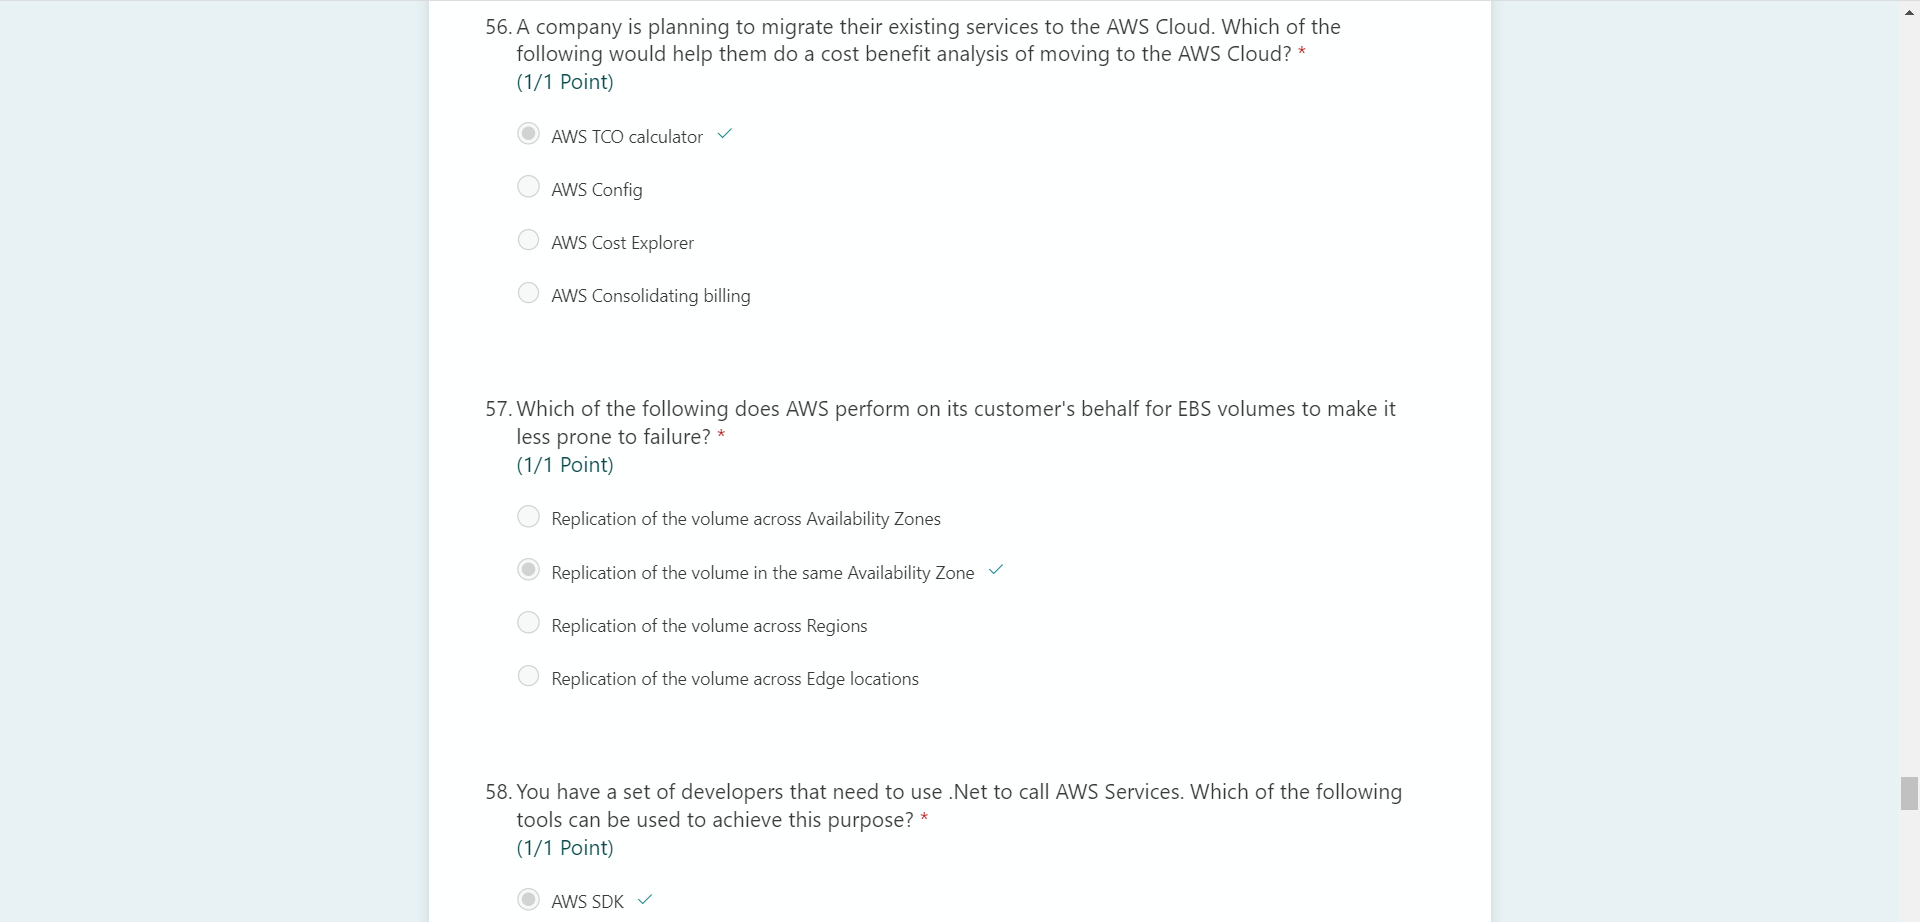 56. A company is planning to migrate their existing services to the AWS Cloud. Which of the
following would help them do a cost benefit analysis of moving to the AWS Cloud? *
(1/1 Point)
AWS TCO calculator
AWS Config
AWS Cost Explorer
AWS Consolidating billing
57. Which of the following does AWS perform on its customer's behalf for EBS volumes to make it
less prone to failure? *
(1/1 Point)
Replication of the volume across Availability Zones
Replication of the volume in the same Availability Zone
Replication of the volume across Regions
Replication of the volume across Edge locations
58. You have a set of developers that need to use .Net to call AWS Services. Which of the following
tools can be used to achieve this purpose? *
(1/1 Point)
AWS SDK